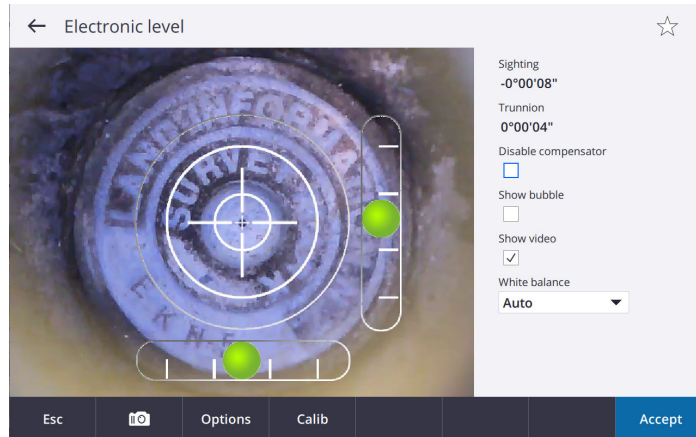 Electronic level
Sighting
-0°00'08"
Trunnion
0°00'04"
Disable compensator
Show bubble
Show video
White balance
Auto
SURVE
Esc
Options
Calib
Accept